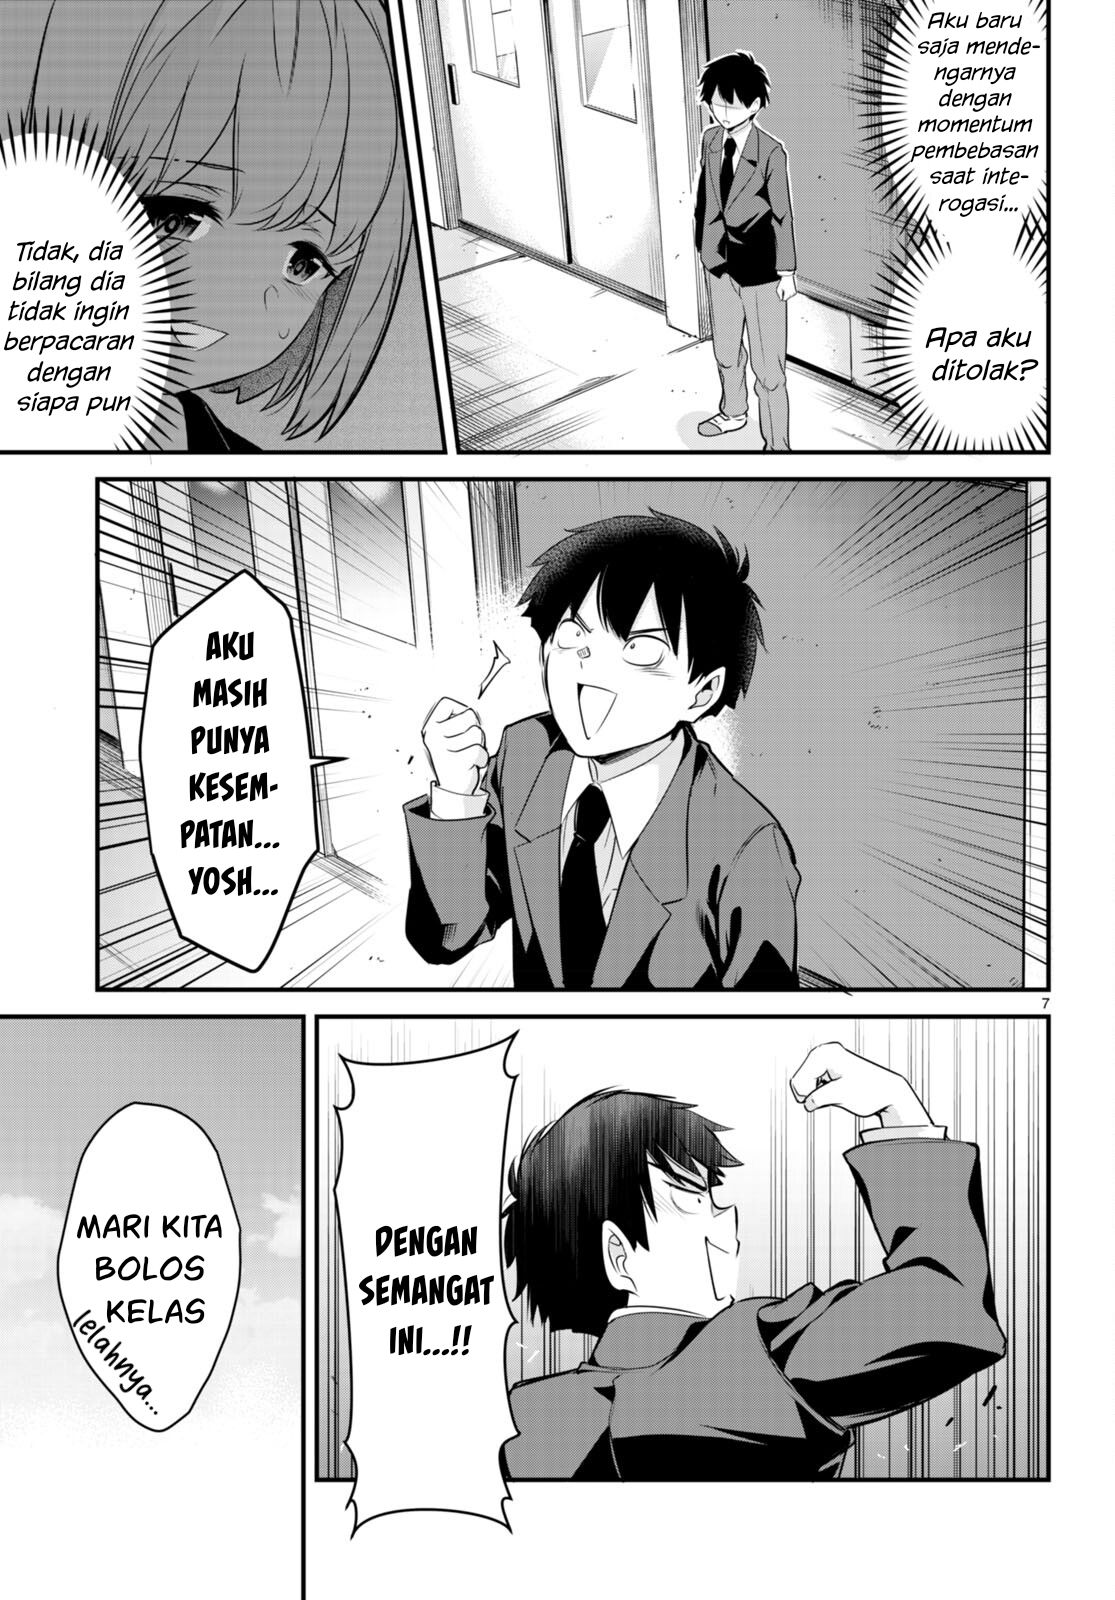 Aku baru
saja mende-
ngarnya
dengan
momentum
pembebasan
saat inte-
rogasi...
Apa aku
ditolak?
Tidak, dia
bilang dia
tidak ingin
berpacaran
dengan
siapa pun
AKU
MASIH
PUNYA
KESEM-
PATAN...
YOSH...
7
DENGAN
SEMANGAT
INI...!!
MARI KITA
BOLOS
KELAS
lelahnya...